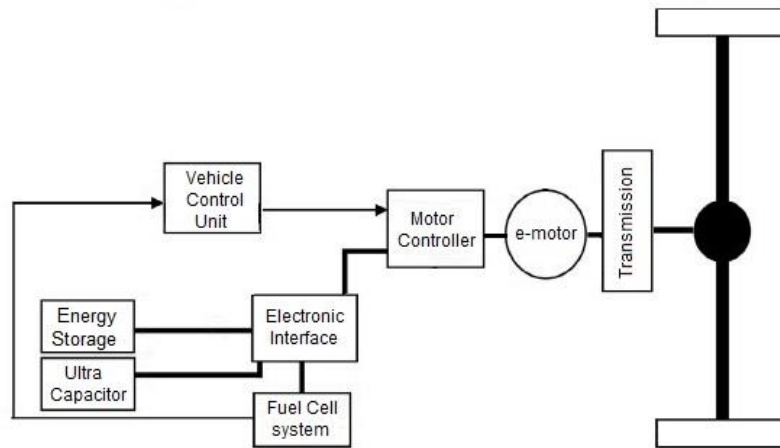 Vehicle
Control
Unit
Motor
Controller
e-motor
Transmission
Energy
Storage
Electronic
Interface
Ultra
Capacitor
Fuel Cell
system